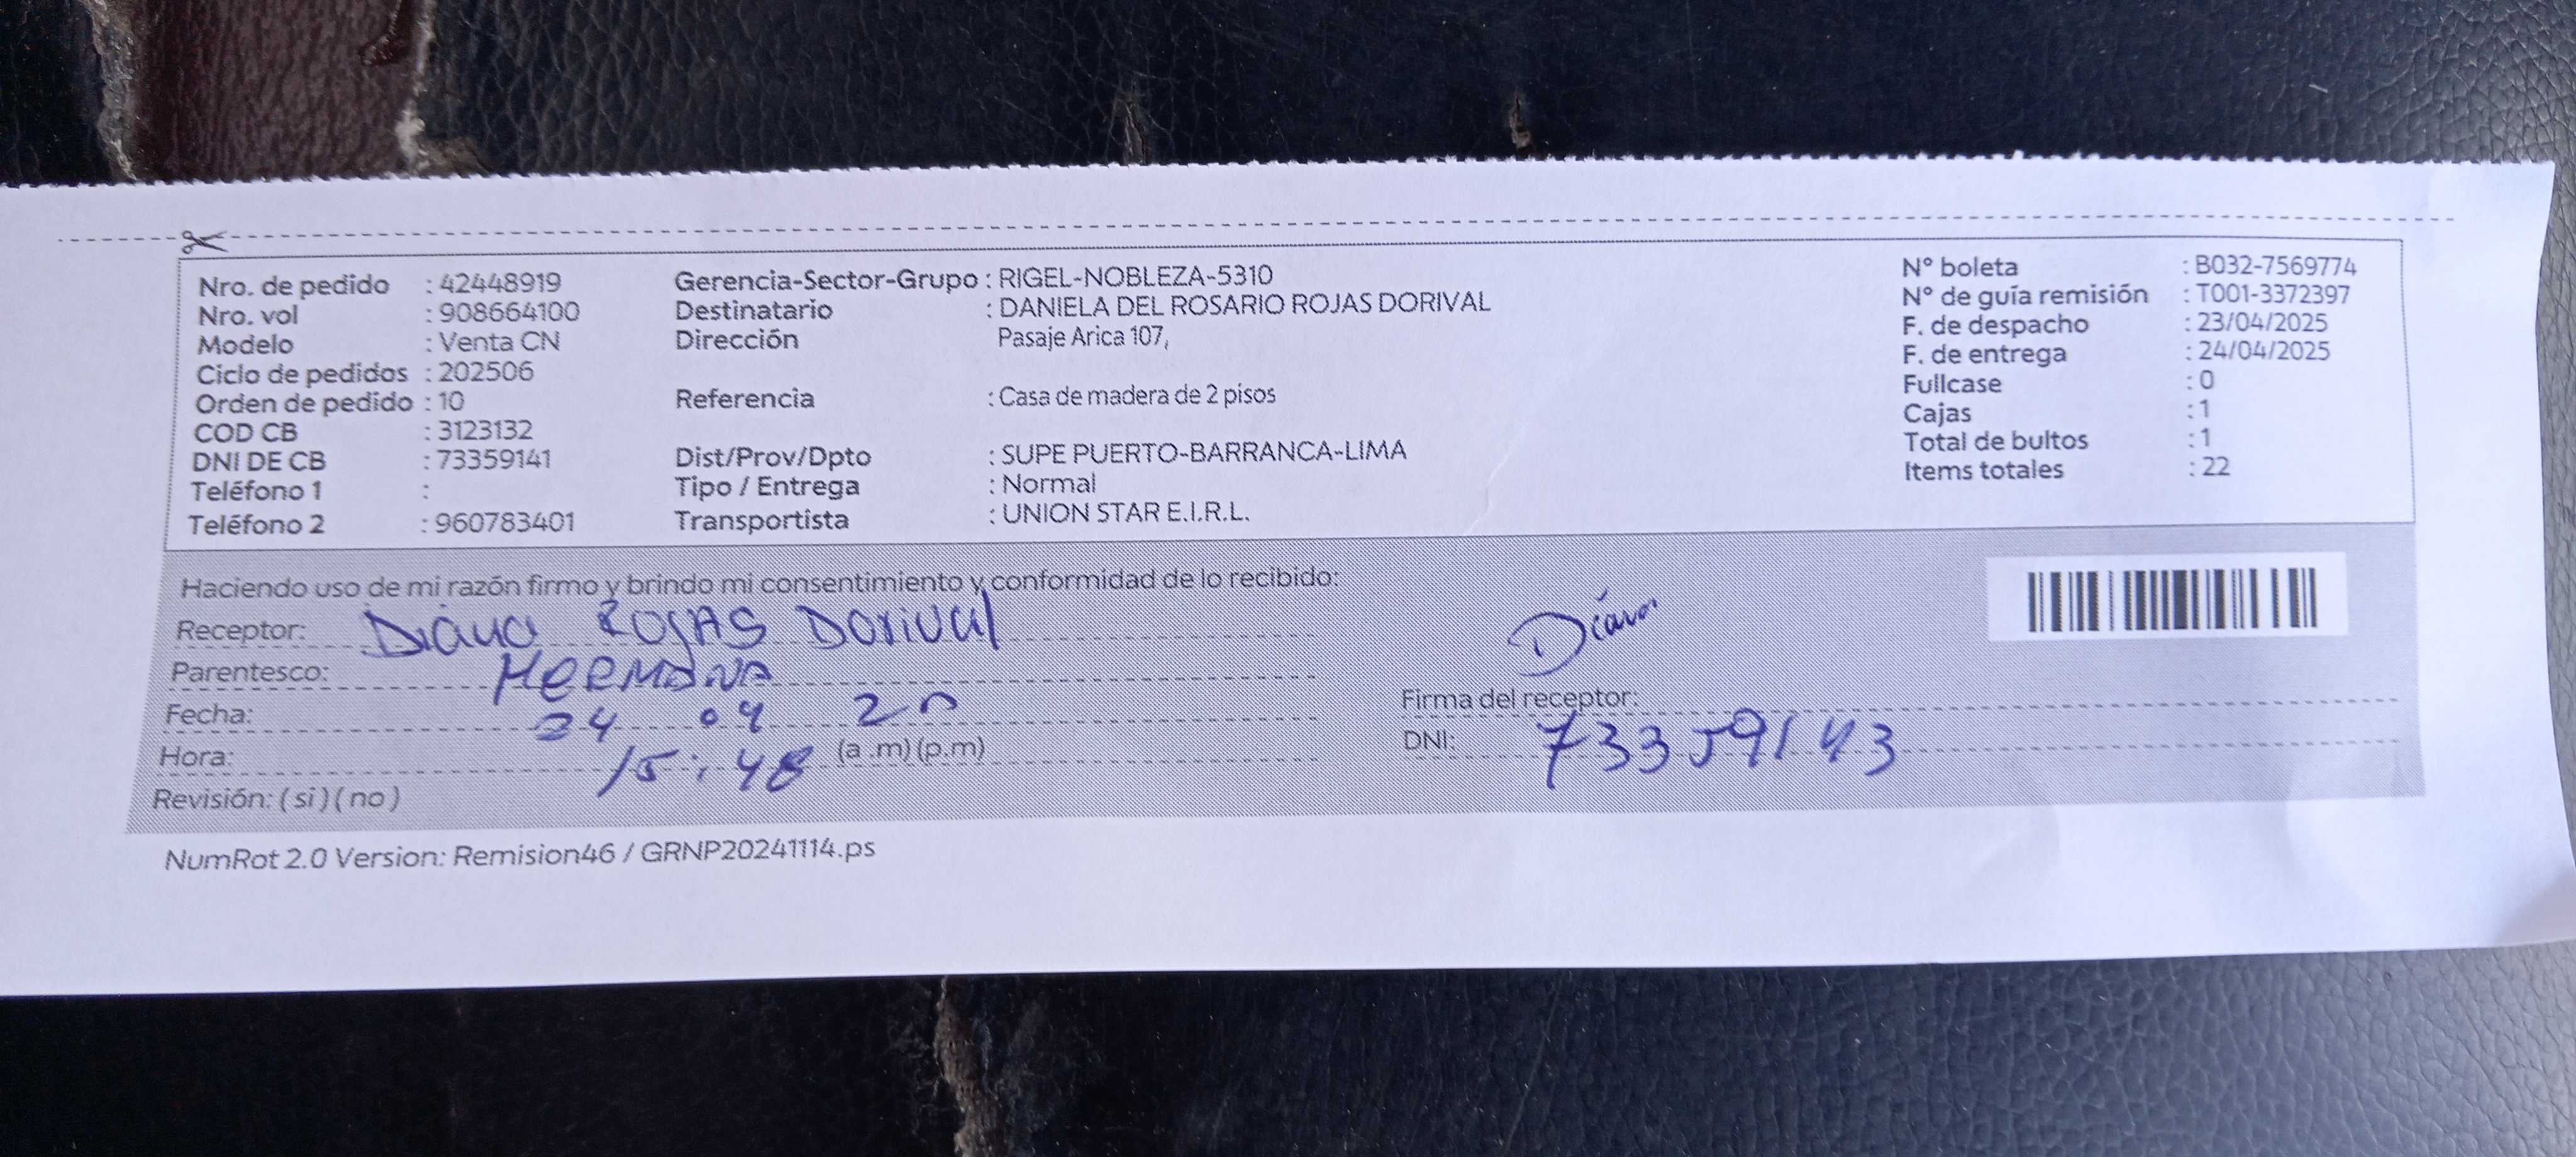 Nro. de pedido : 42448919
Nro. vol : 908664100
Modelo : Venta CN
Ciclo de pedidos : 202506
Orden de pedido : 10
COD CB : 3123132
DNI DE CB : 73359141
Teléfono 1 :
Teléfono 2 : 960783401
Gerencia-Sector-Grupo : RIGEL-NOBLEZA-5310
Destinatario : DANIELA DEL ROSARIO ROJAS DORIVAL
Dirección Pasaje Arica 107,
Referencia : Casa de madera de 2 pisos
Dist/Prov/Dpto : SUPE PUERTO-BARRANCA-LIMA
Tipo / Entrega : Normal
Transportista : UNION STAR E.I.R.L.
N° boleta : B032-7569774
N° de guía remisión : T001-3372397
F. de despacho : 23/04/2025
F. de entrega : 24/04/2025
Fullcase : 0
Cajas : 1
Total de bultos : 1
Items totales : 22
Haciendo uso de mi razón firmo y brindo mi consentimiento y conformidad de lo recibido:
Receptor: Diana ROJAS Dorival
Parentesco: HERMANA
Fecha: 24 04
Hora: 15:48 (a.m) (p.m)
Revisión: ( si ) ( no )
Diana
Firma del receptor:
DNI: 73359143
NumRot 2.0 Version: Remision46 / GRNP20241114.ps